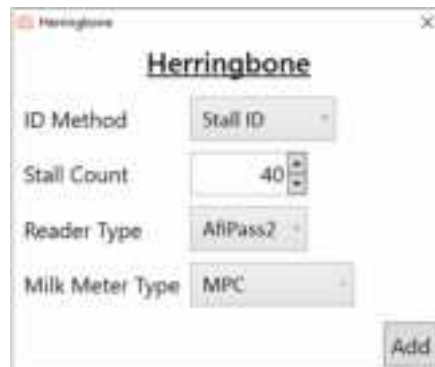 Herringbone
Herringbone
ID Method Stall ID
Stall Count 40
Reader Type AfiPass2
Milk Meter Type MPC
Add